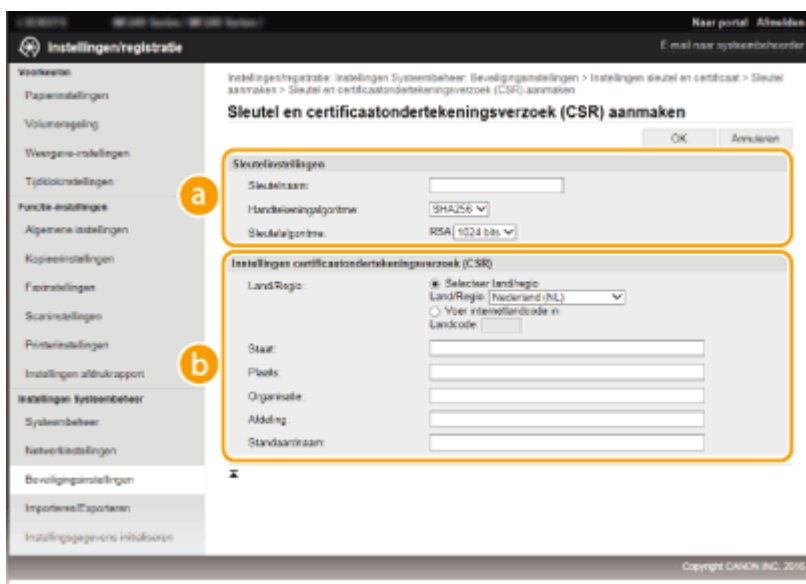 Naar portal Afmelden
Instellingen/registratie
E-mail naar systeembeheerder
Voorkeuren
Papierinstellingen
Volumeregeling
Weergave-instellingen
Tijdklokinstellingen
Functie-instellingen
Algemene instellingen
Kopieerinstellingen
Faxinstellingen
Scaninstellingen
Printerinstellingen
Instellingen afdrukrapport
Instellingen Systeembeheer
Systeembeheer
Netwerkinstellingen
Beveiligingsinstellingen
Importeren/Exporteren
Instellingsgegevens initialiseren
Instellingen/registratie: Instellingen Systeembeheer: Beveiligingsinstellingen > Instellingen sleutel en certificaat > Sleutel
aanmaken > Sleutel en certificaatondertekeningsverzoek (CSR) aanmaken
Sleutel en certificaatondertekeningsverzoek (CSR) aanmaken
OK Annuleren
a
Sleutelinstellingen
Sleutelnaam:
Handtekeningalgoritme: SHA256
Sleutelalgoritme: RSA 1024 bits
b
Instellingen certificaatondertekeningsverzoek (CSR)
Land/Regio: Selecteer land/regio
Land/Regio: Nederland (NL)
Voer internetlandcode in
Landcode:
Staat:
Plaats:
Organisatie:
Afdeling:
Standaardnaam:
Copyright CANON INC. 2016